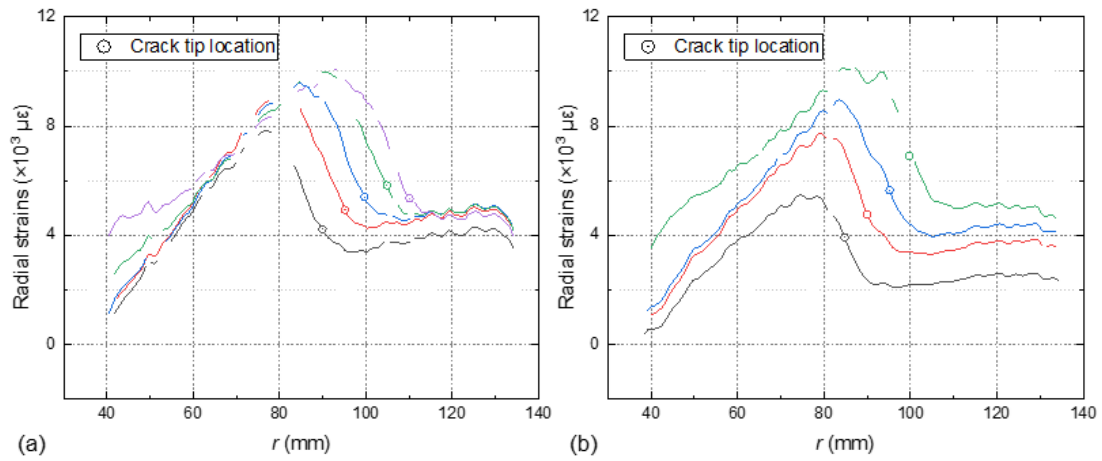 Crack tip location
Radial strains (×10³ με)
12
8
4
0
40 60 80 100 120 140
r (mm)
(a)
Crack tip location
Radial strains (×10³ με)
12
8
4
0
40 60 80 100 120 140
r (mm)
(b)